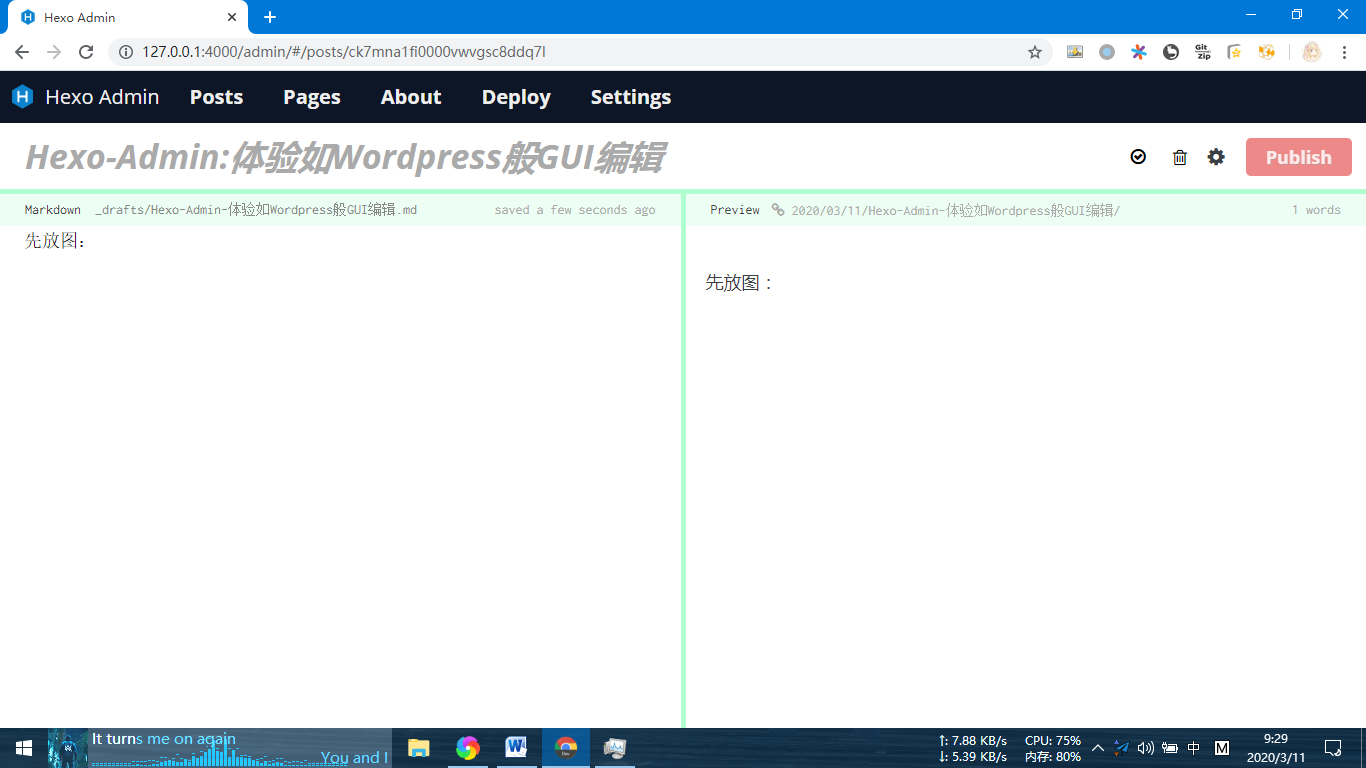 Hexo Admin
127.0.0.1:4000/admin/#/posts/ck7mna1fi0000vwvgsc8ddq7l
Git
zip
Hexo Admin Posts Pages About Deploy Settings
Hexo-Admin:体验如Wordpress般GUI编辑
Publish
Markdown _drafts/Hexo-Admin-体验如Wordpress般GUI编辑.md saved a few seconds ago
Preview 2020/03/11/Hexo-Admin-体验如Wordpress般GUI编辑/ 1 words
先放图：
先放图：
It turns me on again
You and I
W
Dev
↑: 7.88 KB/s CPU: 75%
↓: 5.39 KB/s 内存: 80%
中
M
9:29
2020/3/11